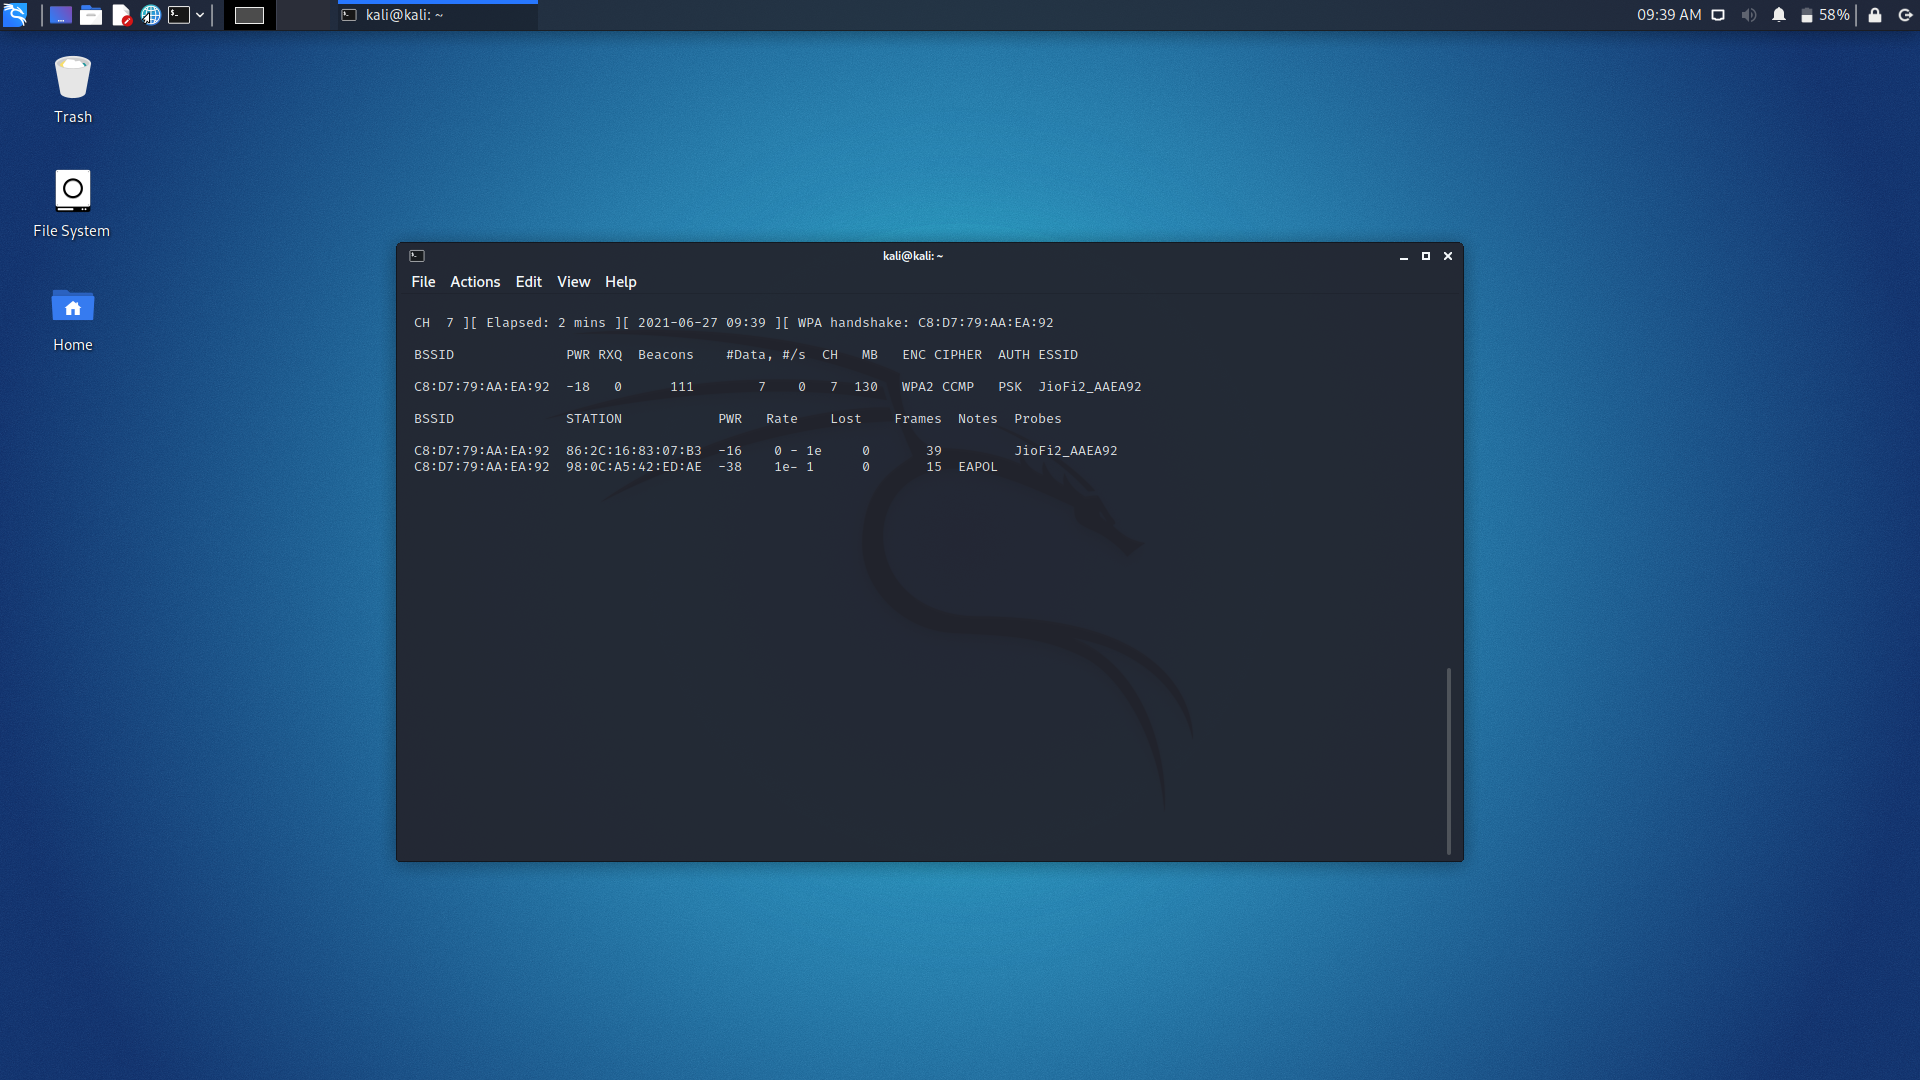 kali@kali: ~
09:39 AM
58%
Trash
File System
Home
kali@kali: ~
File Actions Edit View Help
CH  7 ][ Elapsed: 2 mins ][ 2021-06-27 09:39 ][ WPA handshake: C8:D7:79:AA:EA:92
BSSID              PWR RXQ  Beacons    #Data, #/s  CH   MB   ENC CIPHER  AUTH ESSID
C8:D7:79:AA:EA:92  -18   0      111        7    0   7  130   WPA2 CCMP   PSK  JioFi2_AAEA92
BSSID              STATION            PWR   Rate    Lost    Frames  Notes  Probes
C8:D7:79:AA:EA:92  86:2C:16:83:07:B3  -16    0 - 1e     0       39         JioFi2_AAEA92
C8:D7:79:AA:EA:92  98:0C:A5:42:ED:AE  -38    1e- 1      0       15  EAPOL